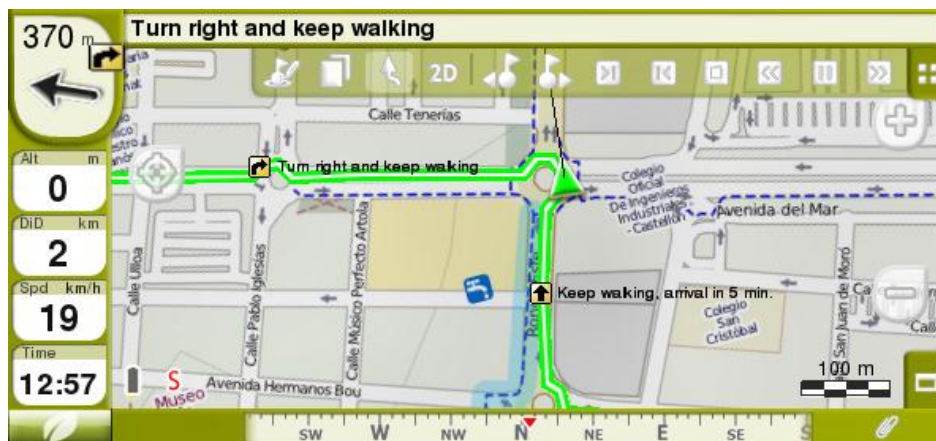 370 m
Turn right and keep walking
2D
Calle Tenerías
Turn right and keep walking
Colegio
Oficial
De Ingenieros
Industriales
- Castellón
Avenida del Mar
Alt m
0
DiD km
2
Spd km/h
19
Time
12:57
Calle Ulloa
Calle Pablo Iglesias
Calle Músico Perfecto Artola
Keep walking, arrival in 5 min.
Colegio
San
Cristóbal
San Juan de Moró
100 m
S
Museo
Avenida Hermanos Bou
SW W NW N NE E SE S